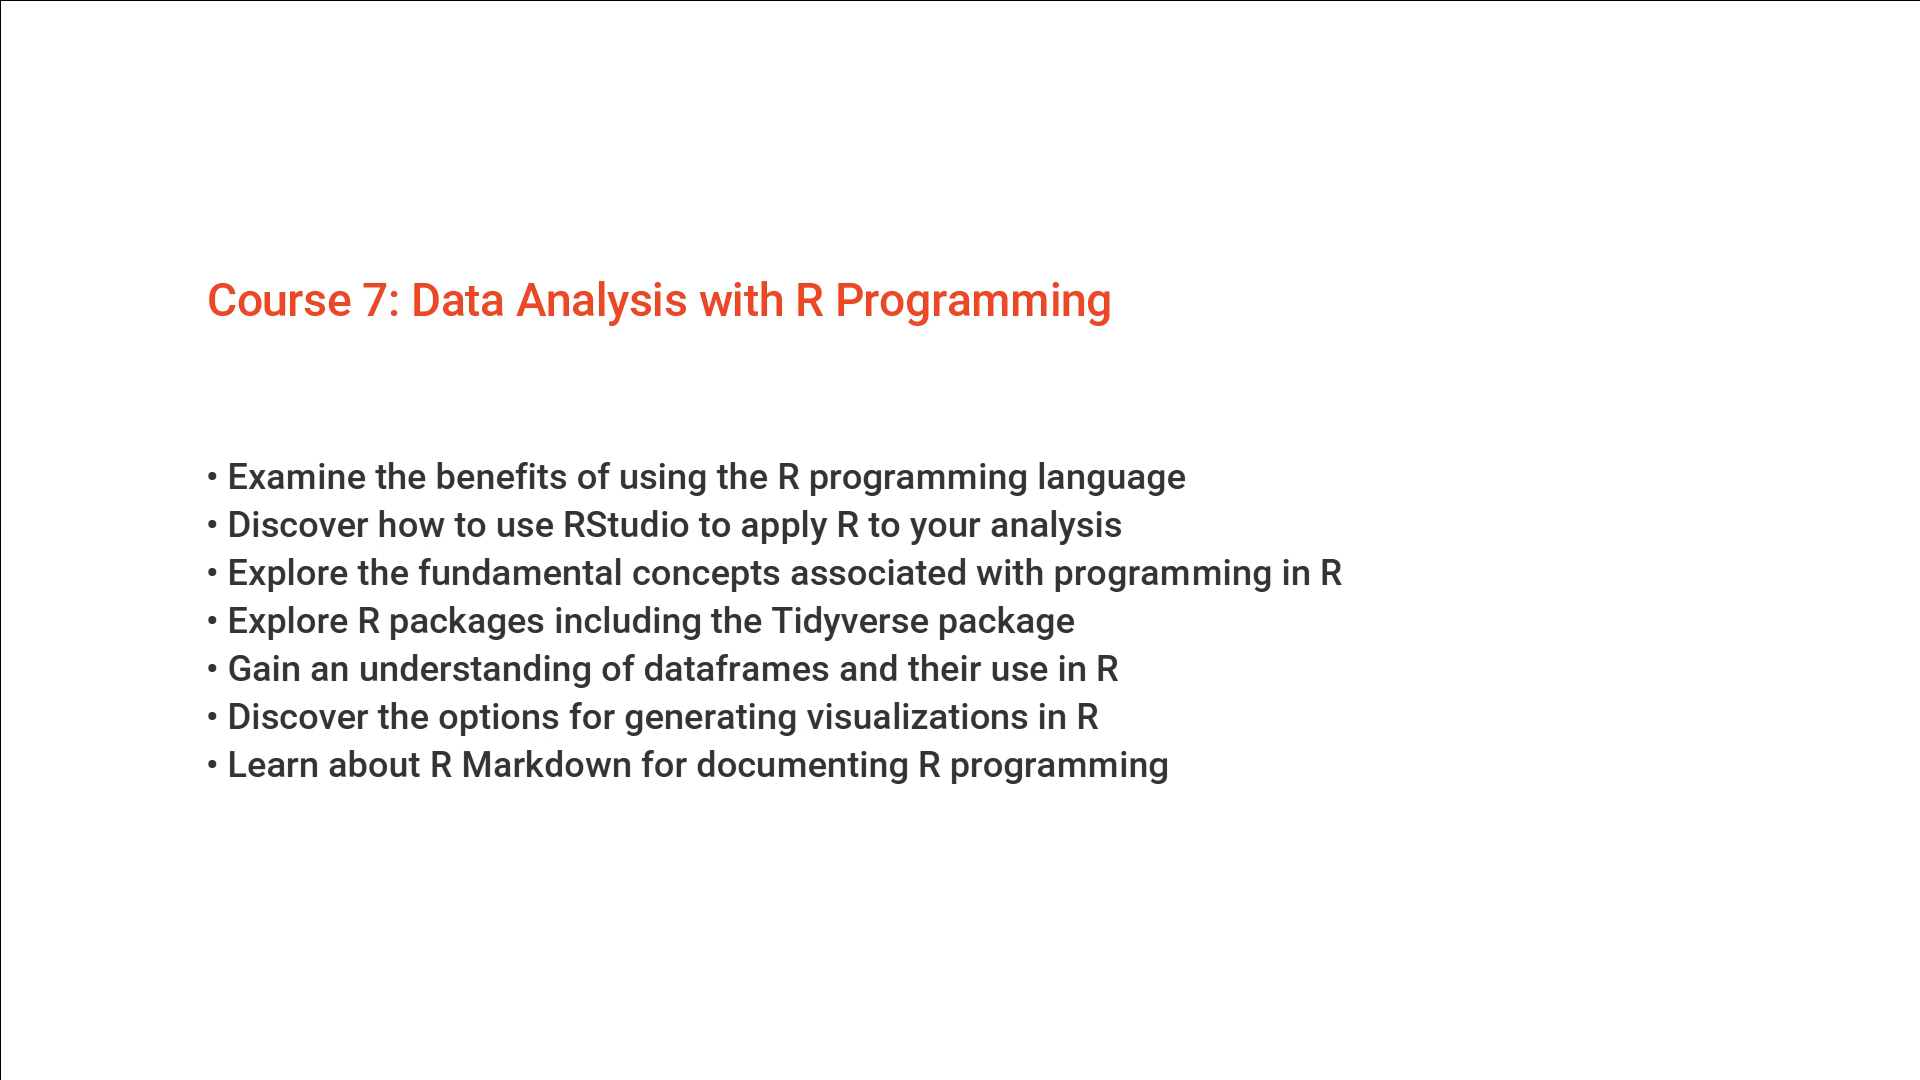 Course 7: Data Analysis with R Programming
• Examine the benefits of using the R programming language
• Discover how to use RStudio to apply R to your analysis
• Explore the fundamental concepts associated with programming in R
• Explore R packages including the Tidyverse package
• Gain an understanding of dataframes and their use in R
• Discover the options for generating visualizations in R
• Learn about R Markdown for documenting R programming